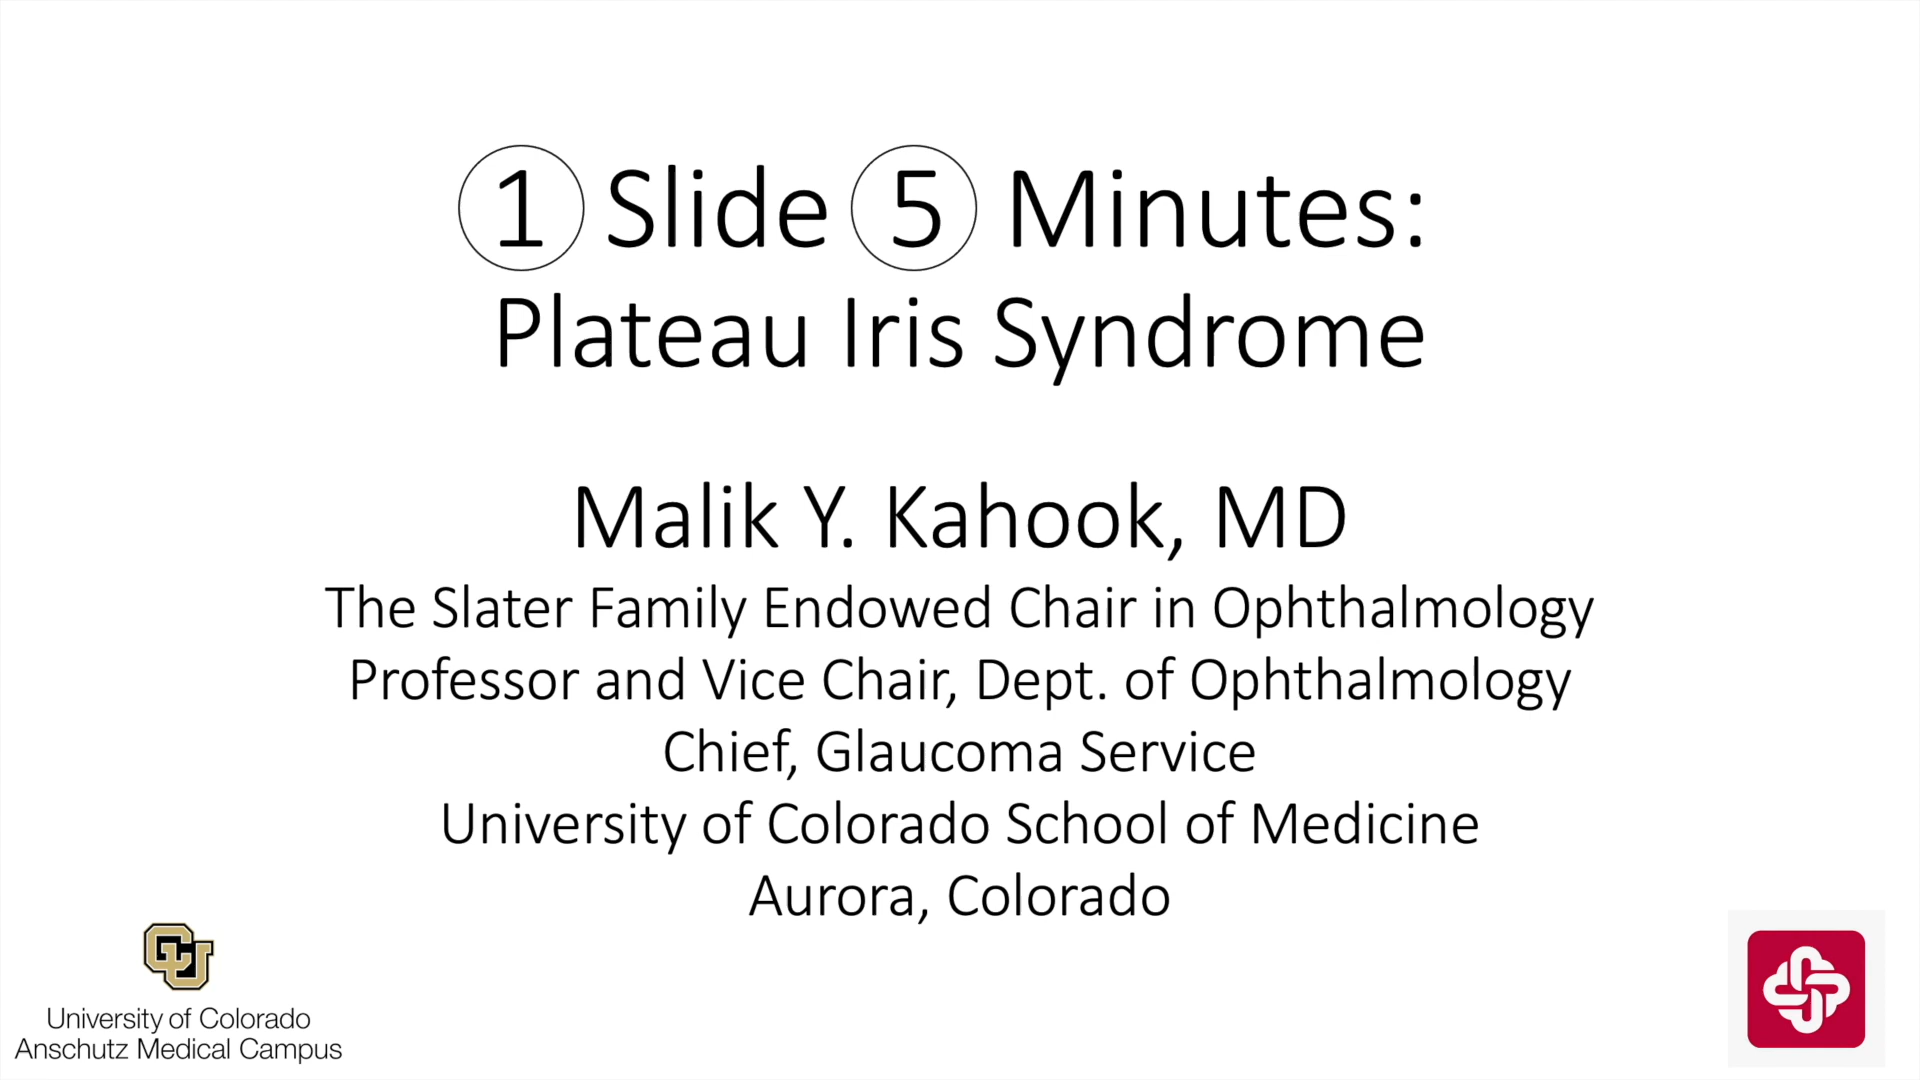 1 Slide 5 Minutes:
Plateau Iris Syndrome
Malik Y. Kahook, MD
The Slater Family Endowed Chair in Ophthalmology
Professor and Vice Chair, Dept. of Ophthalmology
Chief, Glaucoma Service
University of Colorado School of Medicine
Aurora, Colorado
CU
University of Colorado
Anschutz Medical Campus